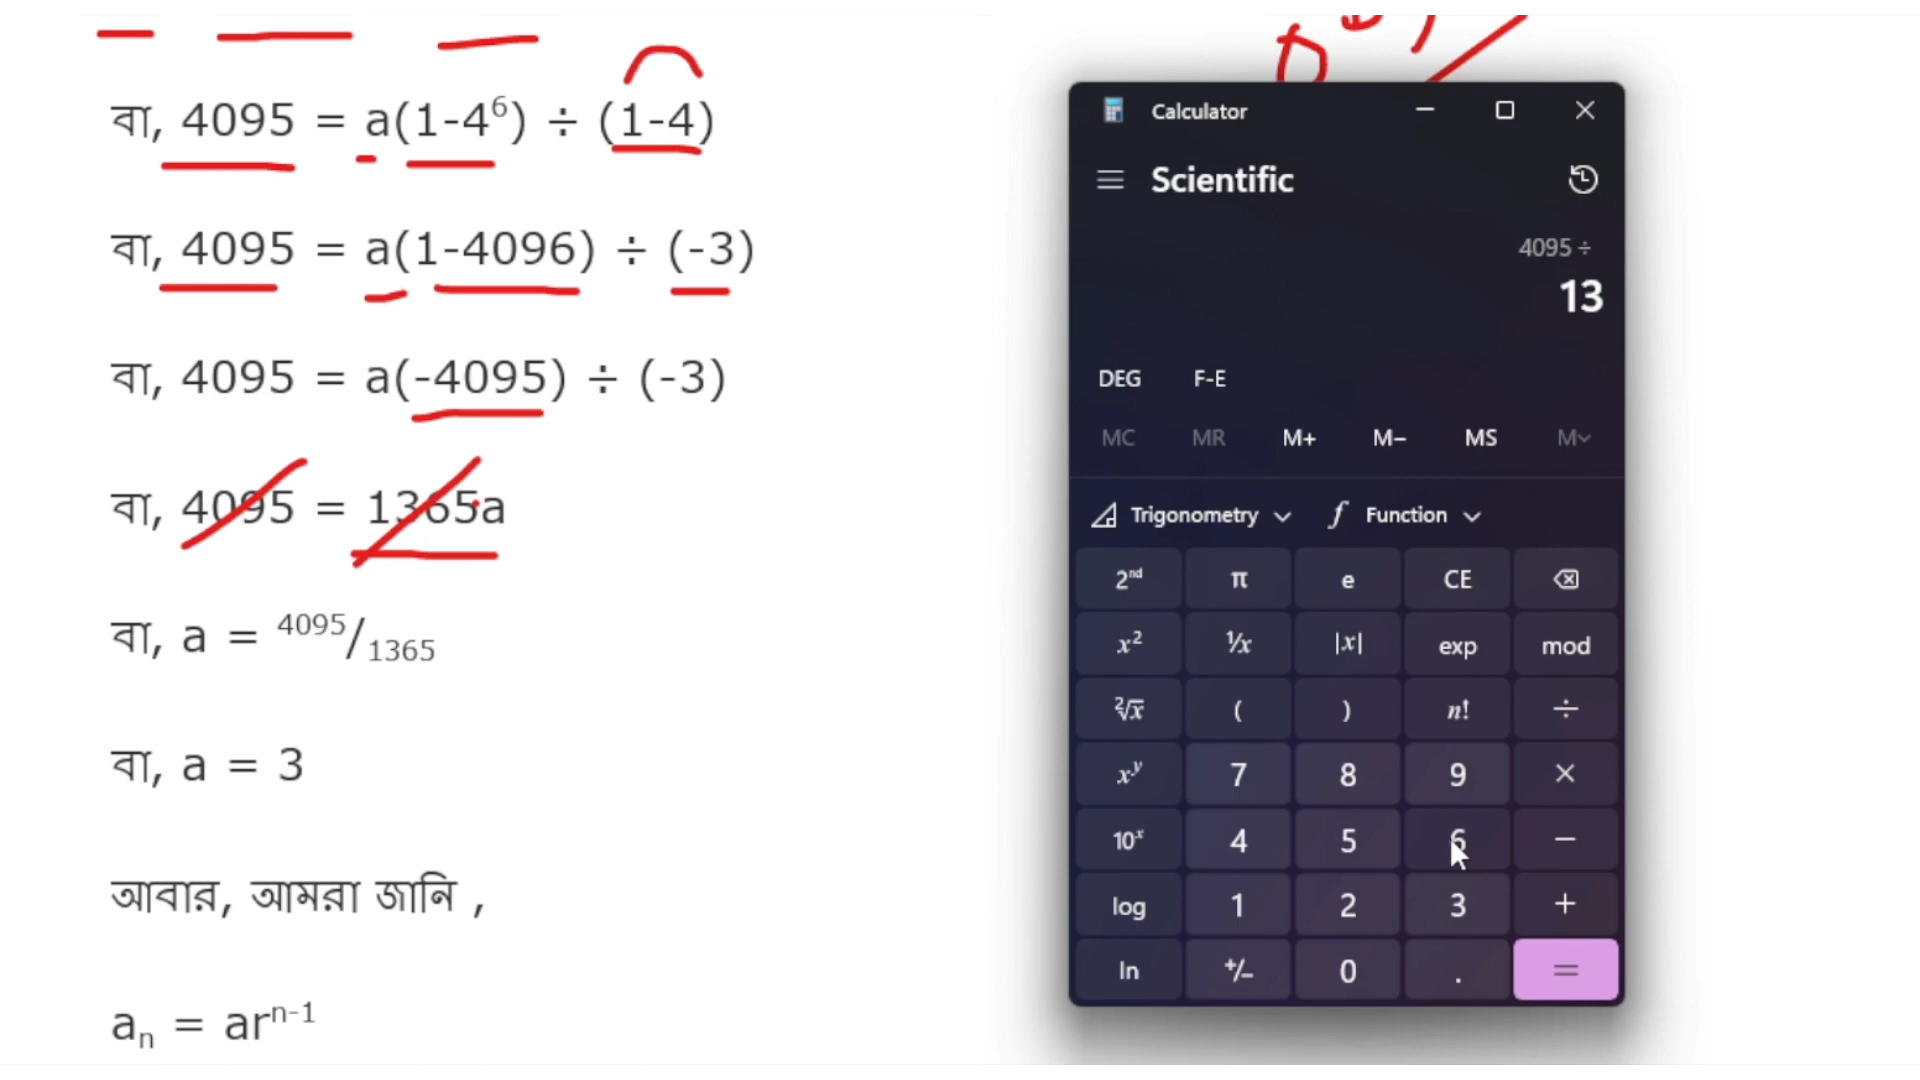 বা, 4095 = a(1-4⁶) ÷ (1-4)
বা, 4095 = a(1-4096) ÷ (-3)
বা, 4095 = a(-4095) ÷ (-3)
বা, 4095 = 1365a
বা, a = ⁴⁰⁹⁵/₁₃₆₅
বা, a = 3
আবার, আমরা জানি ,
aₙ = arⁿ⁻¹
Calculator
Scientific
4095 ÷
13
DEG F-E
MC MR M+ M− MS M
Trigonometry f Function
2ⁿᵈ π e CE
x² ¹/x |x| exp mod
²√x ( ) n! ÷
xʸ 7 8 9 ×
10ˣ 4 5 6 −
log 1 2 3 +
ln +/− 0 . =